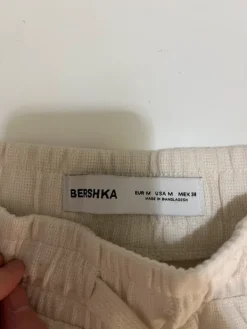 BERSHKA
EUR M USA M MEX 28
MADE IN BANGLADESH